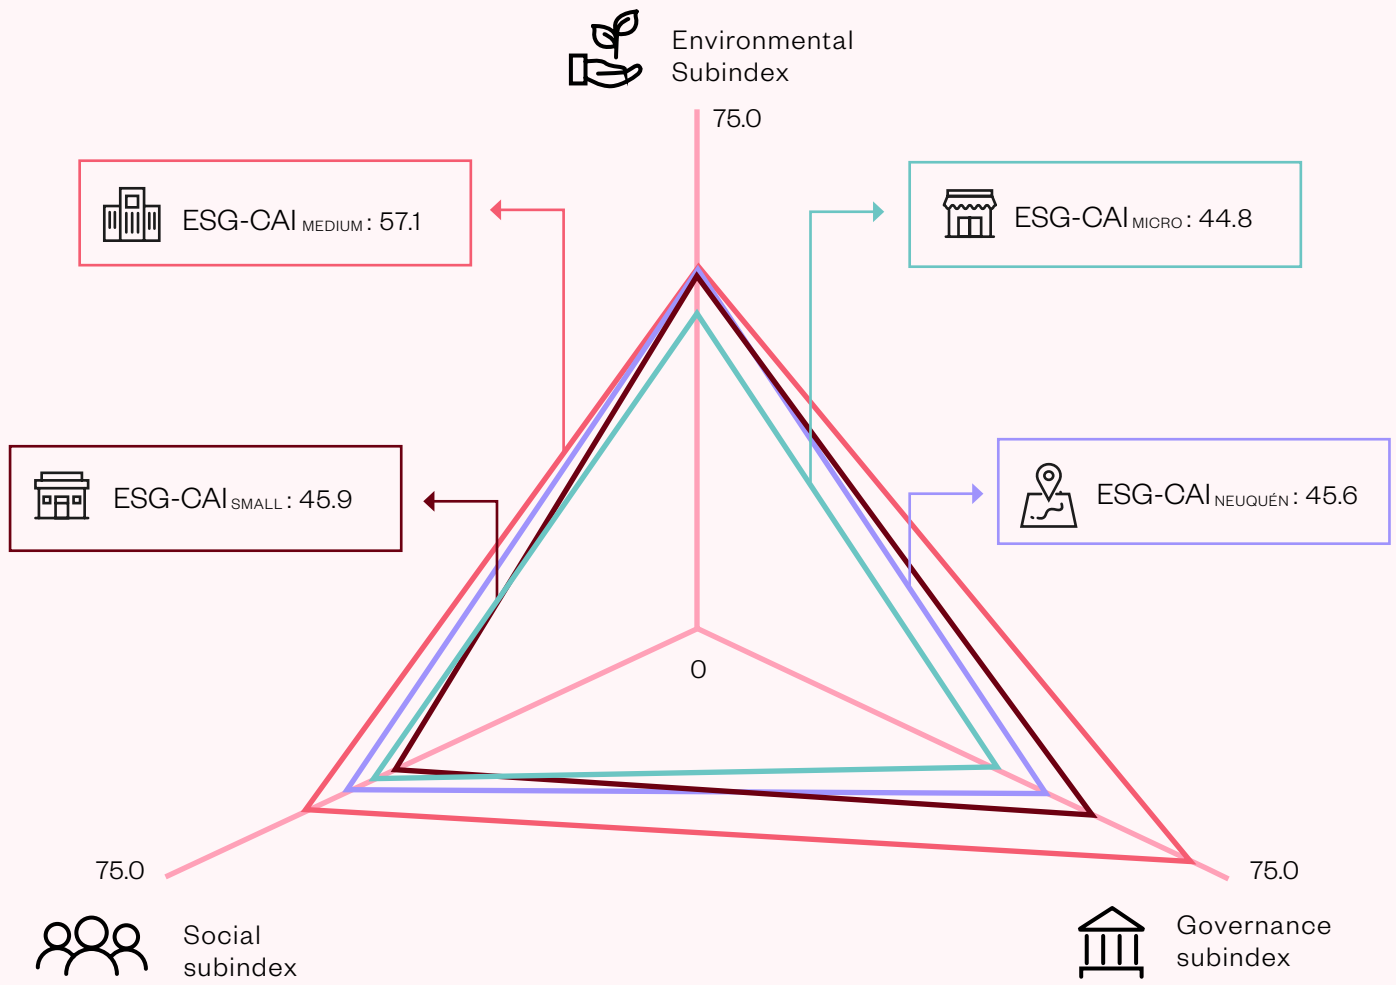 Environmental
Subindex
75.0
ESG-CAI MEDIUM : 57.1
ESG-CAI MICRO : 44.8
ESG-CAI SMALL : 45.9
ESG-CAI NEUQUÉN : 45.6
0
75.0
75.0
Social
subindex
Governance
subindex